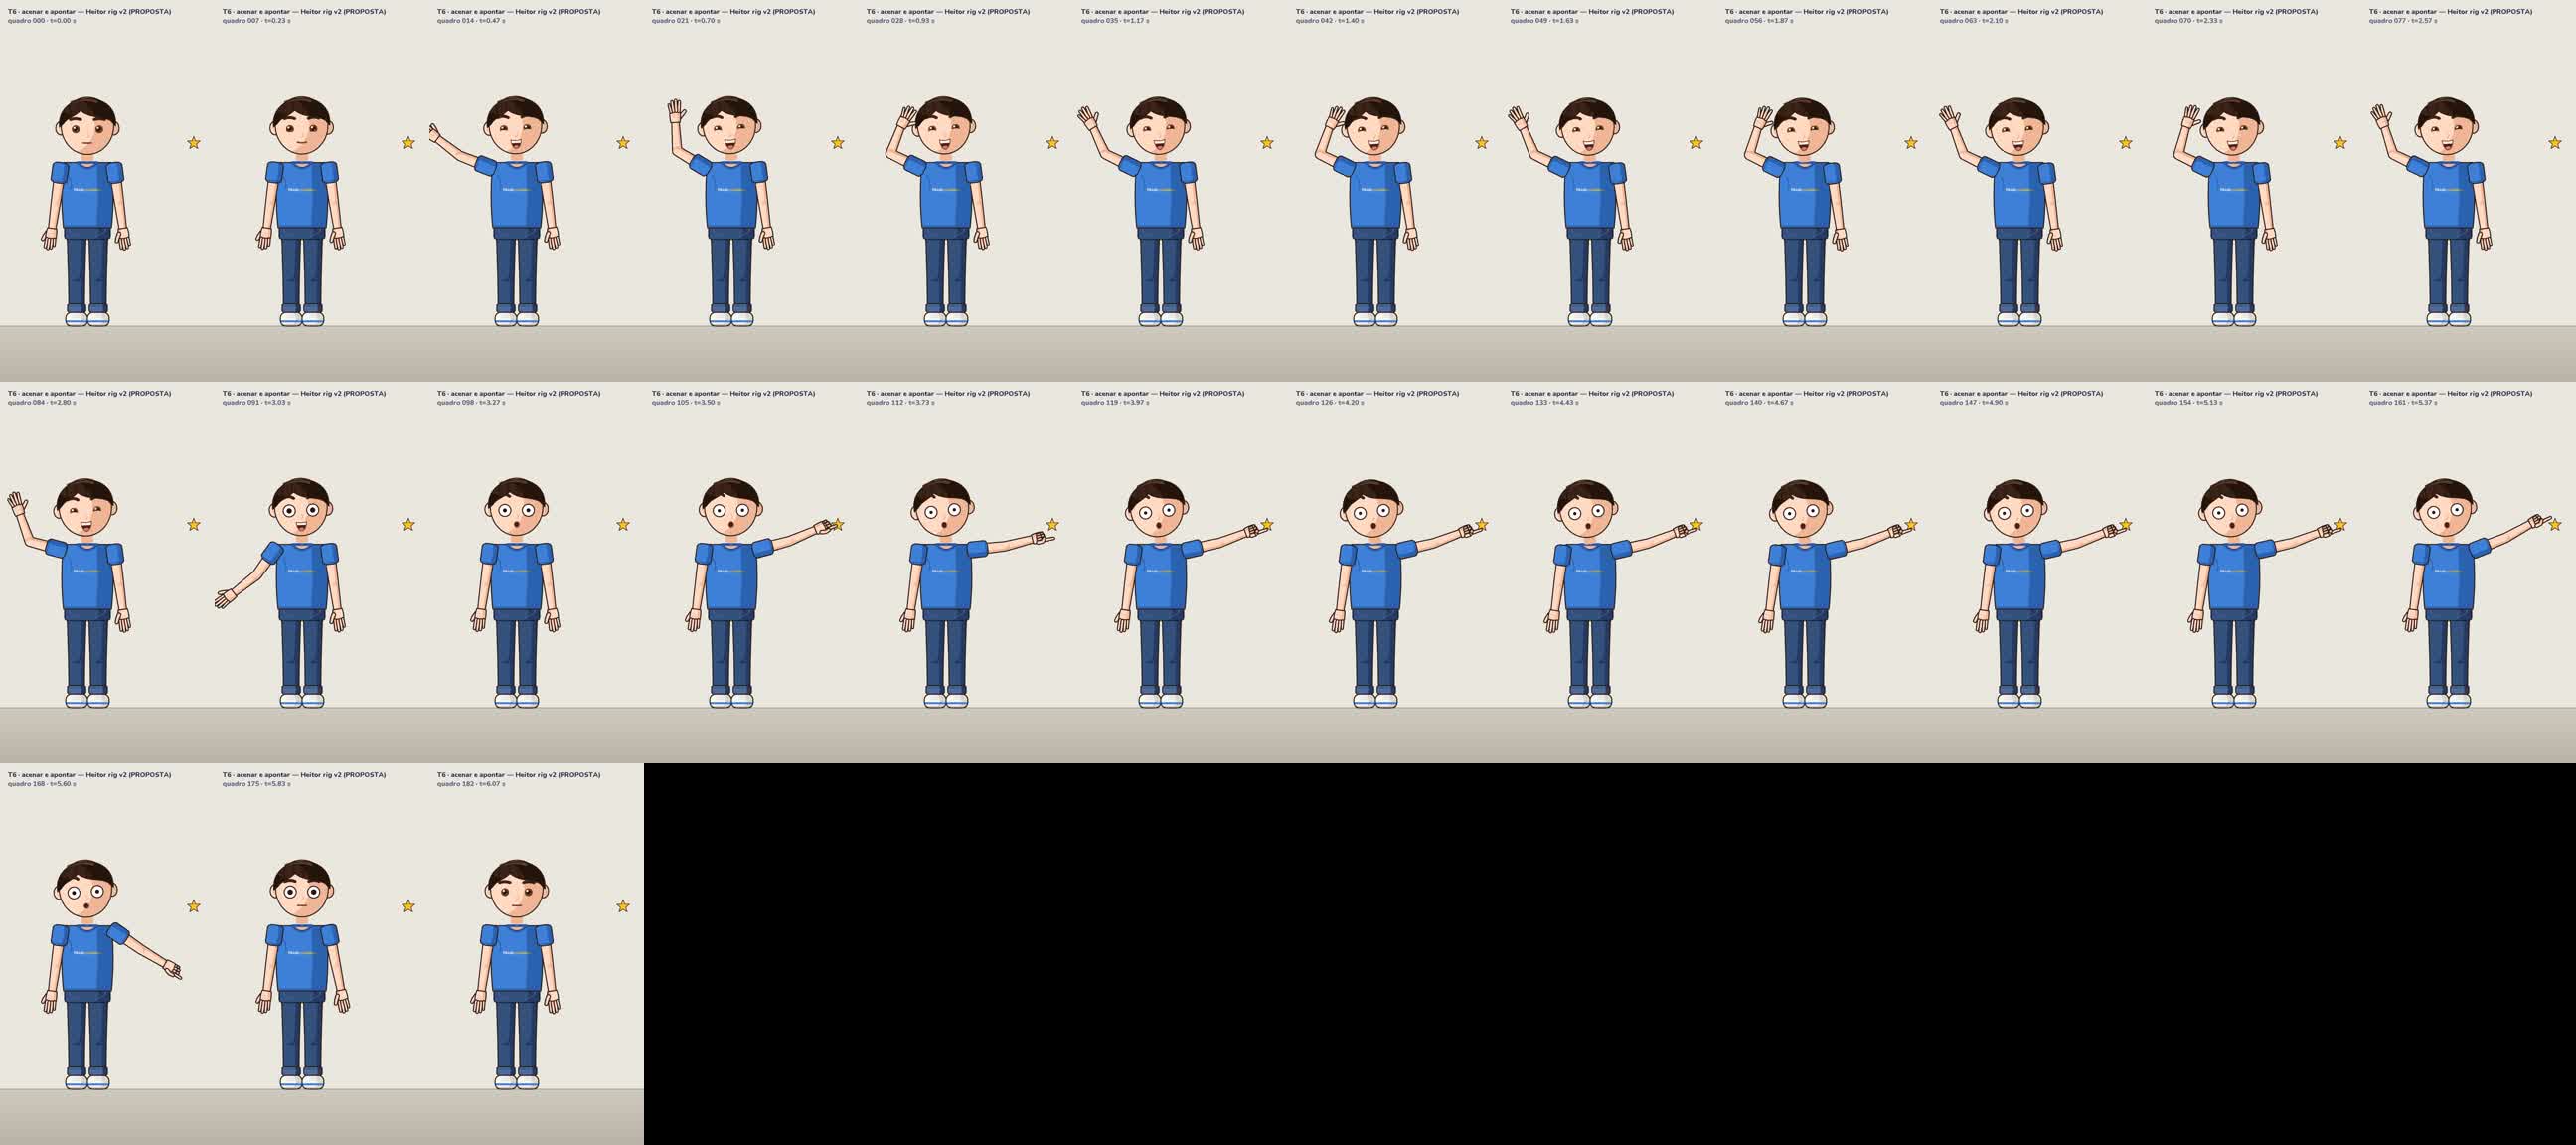 T6 · acenar e apontar — Heitor rig v2 (PROPOSTA)
quadro 000 · t=0.00 s
T6 · acenar e apontar — Heitor rig v2 (PROPOSTA)
quadro 007 · t=0.23 s
T6 · acenar e apontar — Heitor rig v2 (PROPOSTA)
quadro 014 · t=0.47 s
T6 · acenar e apontar — Heitor rig v2 (PROPOSTA)
quadro 021 · t=0.70 s
T6 · acenar e apontar — Heitor rig v2 (PROPOSTA)
quadro 028 · t=0.93 s
T6 · acenar e apontar — Heitor rig v2 (PROPOSTA)
quadro 035 · t=1.17 s
T6 · acenar e apontar — Heitor rig v2 (PROPOSTA)
quadro 042 · t=1.40 s
T6 · acenar e apontar — Heitor rig v2 (PROPOSTA)
quadro 049 · t=1.63 s
T6 · acenar e apontar — Heitor rig v2 (PROPOSTA)
quadro 056 · t=1.87 s
T6 · acenar e apontar — Heitor rig v2 (PROPOSTA)
quadro 063 · t=2.10 s
T6 · acenar e apontar — Heitor rig v2 (PROPOSTA)
quadro 070 · t=2.33 s
T6 · acenar e apontar — Heitor rig v2 (PROPOSTA)
quadro 077 · t=2.57 s
T6 · acenar e apontar — Heitor rig v2 (PROPOSTA)
quadro 084 · t=2.80 s
T6 · acenar e apontar — Heitor rig v2 (PROPOSTA)
quadro 091 · t=3.03 s
T6 · acenar e apontar — Heitor rig v2 (PROPOSTA)
quadro 098 · t=3.27 s
T6 · acenar e apontar — Heitor rig v2 (PROPOSTA)
quadro 105 · t=3.50 s
T6 · acenar e apontar — Heitor rig v2 (PROPOSTA)
quadro 112 · t=3.73 s
T6 · acenar e apontar — Heitor rig v2 (PROPOSTA)
quadro 119 · t=3.97 s
T6 · acenar e apontar — Heitor rig v2 (PROPOSTA)
quadro 126 · t=4.20 s
T6 · acenar e apontar — Heitor rig v2 (PROPOSTA)
quadro 133 · t=4.43 s
T6 · acenar e apontar — Heitor rig v2 (PROPOSTA)
quadro 140 · t=4.67 s
T6 · acenar e apontar — Heitor rig v2 (PROPOSTA)
quadro 147 · t=4.90 s
T6 · acenar e apontar — Heitor rig v2 (PROPOSTA)
quadro 154 · t=5.13 s
T6 · acenar e apontar — Heitor rig v2 (PROPOSTA)
quadro 161 · t=5.37 s
T6 · acenar e apontar — Heitor rig v2 (PROPOSTA)
quadro 168 · t=5.60 s
T6 · acenar e apontar — Heitor rig v2 (PROPOSTA)
quadro 175 · t=5.83 s
T6 · acenar e apontar — Heitor rig v2 (PROPOSTA)
quadro 182 · t=6.07 s